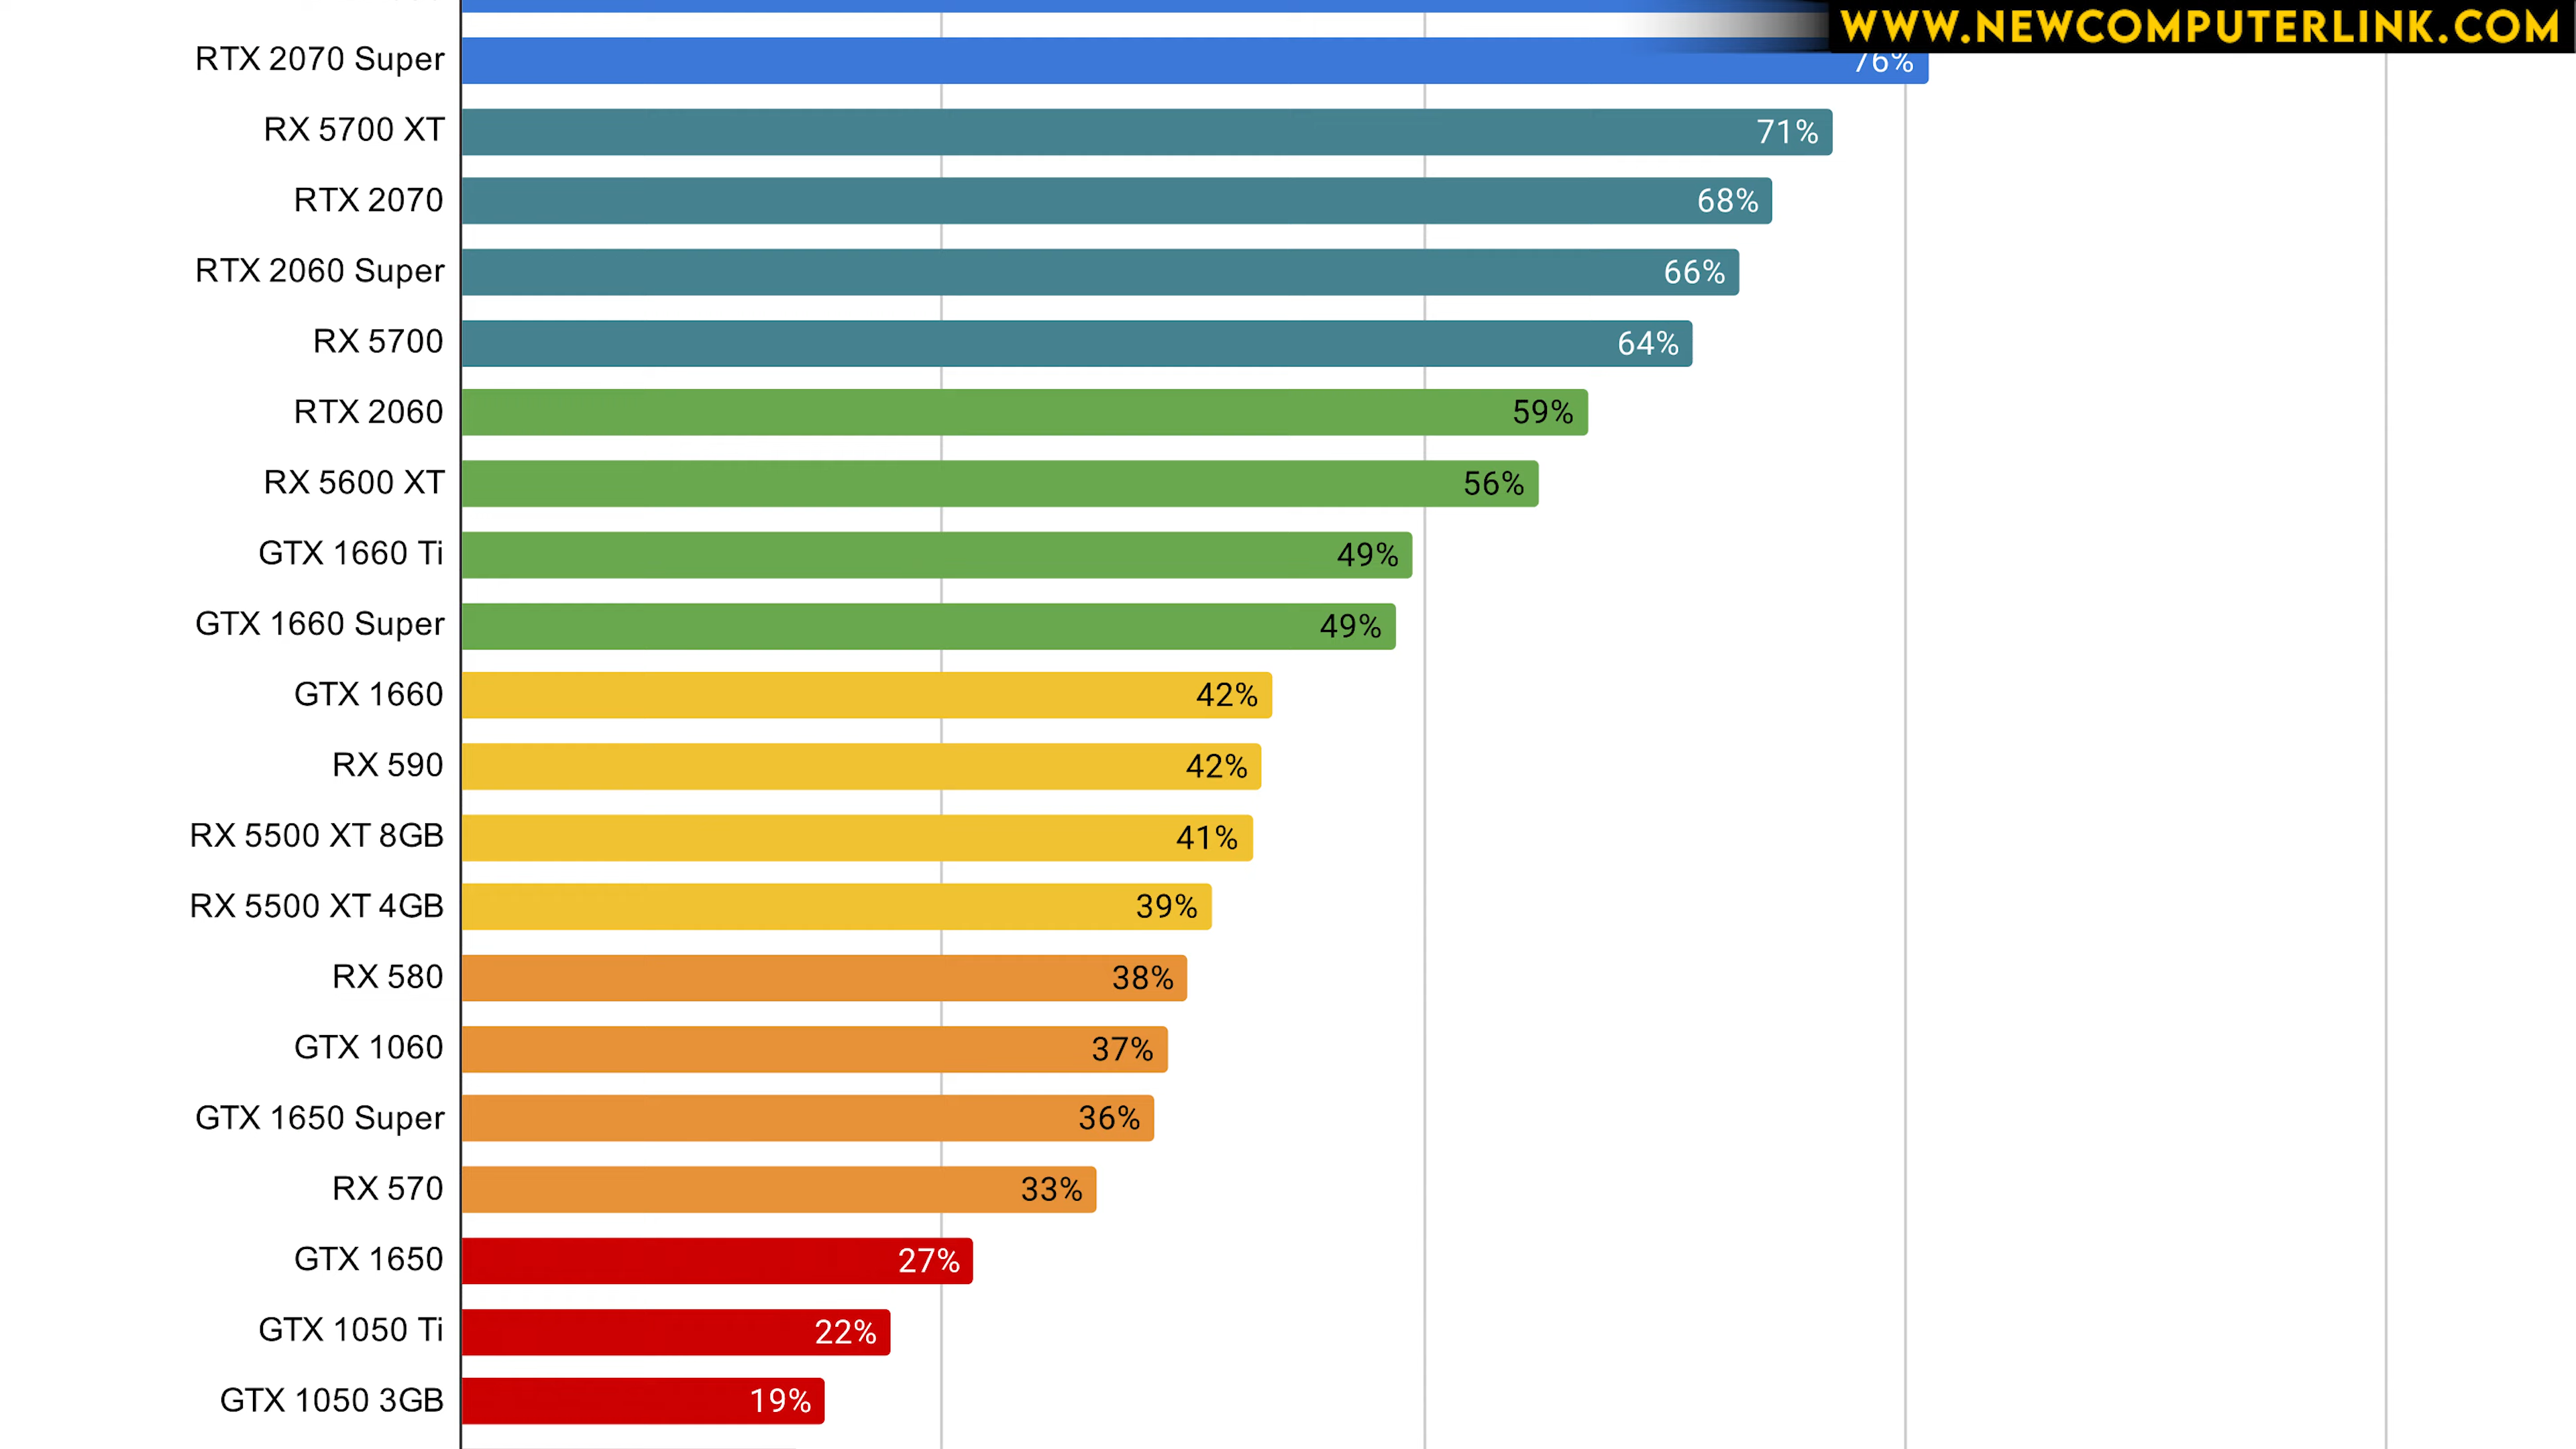 WWW.NEWCOMPUTERLINK.COM
RTX 2070 Super 76%
RX 5700 XT 71%
RTX 2070 68%
RTX 2060 Super 66%
RX 5700 64%
RTX 2060 59%
RX 5600 XT 56%
GTX 1660 Ti 49%
GTX 1660 Super 49%
GTX 1660 42%
RX 590 42%
RX 5500 XT 8GB 41%
RX 5500 XT 4GB 39%
RX 580 38%
GTX 1060 37%
GTX 1650 Super 36%
RX 570 33%
GTX 1650 27%
GTX 1050 Ti 22%
GTX 1050 3GB 19%